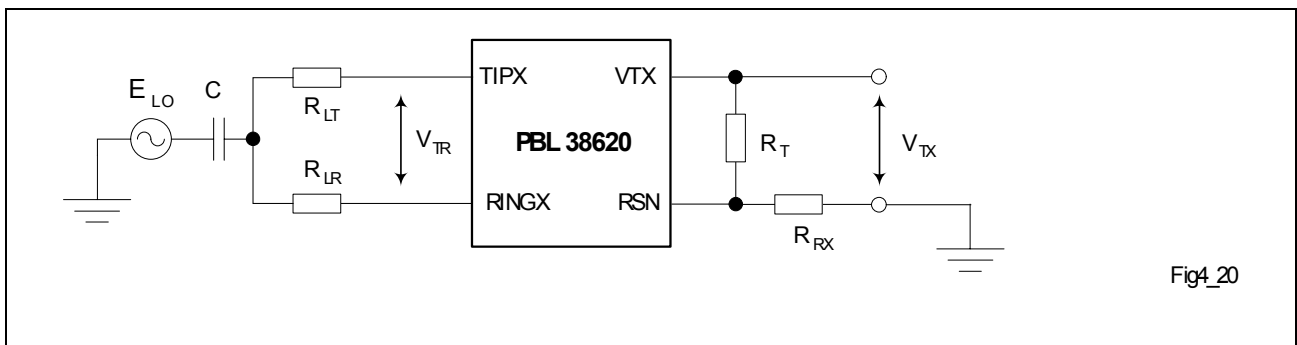 E LO
C
R LT
R LR
V TR
TIPX
RINGX
PBL 38620
VTX
RSN
R T
R RX
V TX
Fig4_20